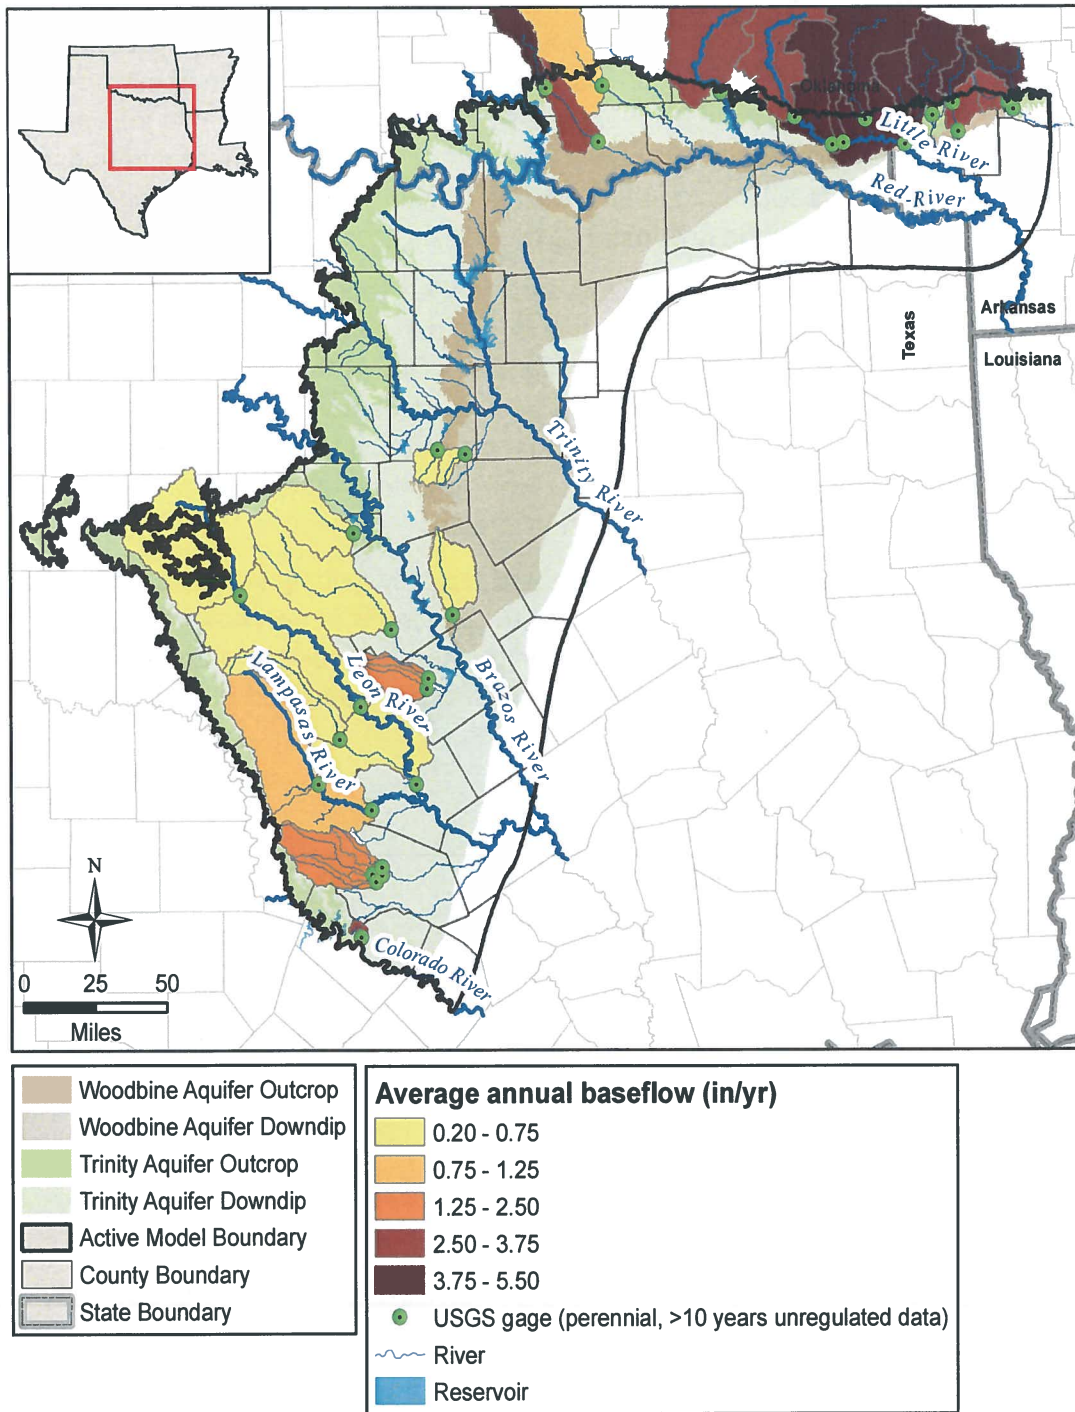 Oklahoma
Little River
Red River
Arkansas
Texas
Louisiana
Trinity River
Lampasas River
Leon River
Brazos River
Colorado River
N
0 25 50
Miles
Woodbine Aquifer Outcrop
Woodbine Aquifer Downdip
Trinity Aquifer Outcrop
Trinity Aquifer Downdip
Active Model Boundary
County Boundary
State Boundary
Average annual baseflow (in/yr)
0.20 - 0.75
0.75 - 1.25
1.25 - 2.50
2.50 - 3.75
3.75 - 5.50
USGS gage (perennial, >10 years unregulated data)
River
Reservoir